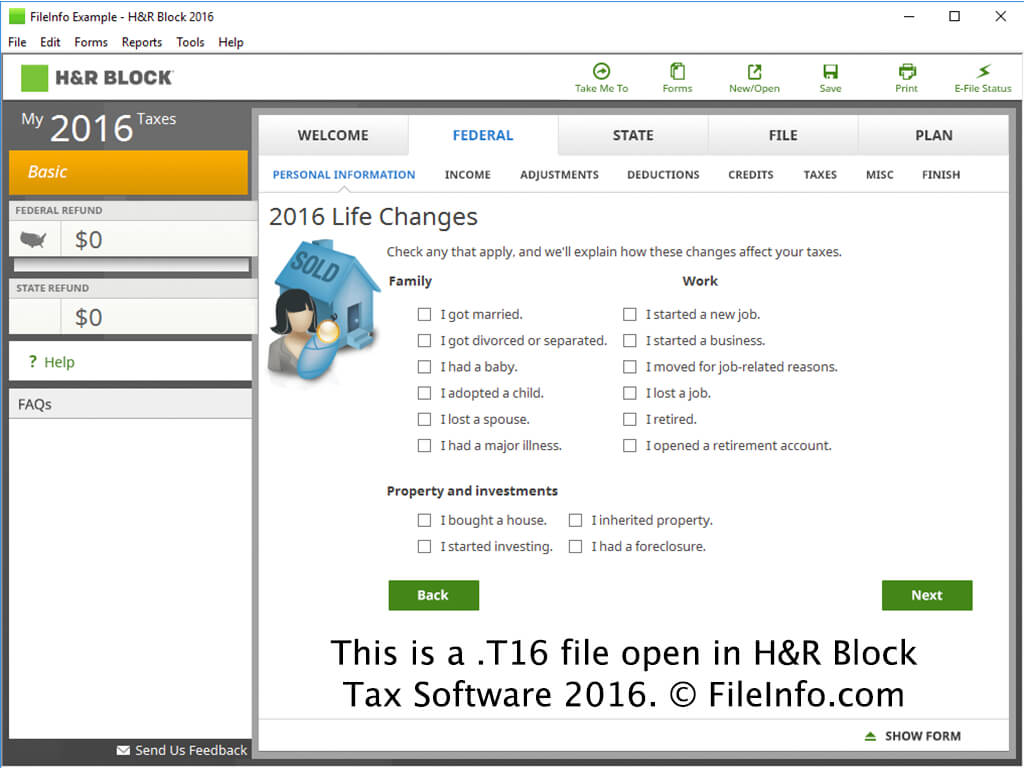 FileInfo Example - H&R Block 2016
File Edit Forms Reports Tools Help
H&R BLOCK
Take Me To Forms New/Open Save Print E-File Status
My 2016 Taxes
Basic
FEDERAL REFUND
$0
STATE REFUND
$0
? Help
FAQs
Send Us Feedback
WELCOME FEDERAL STATE FILE PLAN
PERSONAL INFORMATION INCOME ADJUSTMENTS DEDUCTIONS CREDITS TAXES MISC FINISH
2016 Life Changes
SOLD
Check any that apply, and we'll explain how these changes affect your taxes.
Family Work
I got married. I started a new job.
I got divorced or separated. I started a business.
I had a baby. I moved for job-related reasons.
I adopted a child. I lost a job.
I lost a spouse. I retired.
I had a major illness. I opened a retirement account.
Property and investments
I bought a house. I inherited property.
I started investing. I had a foreclosure.
Back Next
This is a .T16 file open in H&R Block
Tax Software 2016. © FileInfo.com
SHOW FORM